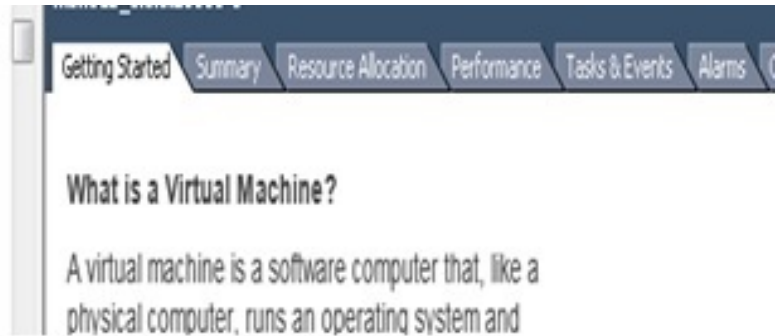 Getting Started Summary Resource Allocation Performance Tasks & Events Alarms
What is a Virtual Machine?
A virtual machine is a software computer that, like a
physical computer, runs an operating system and